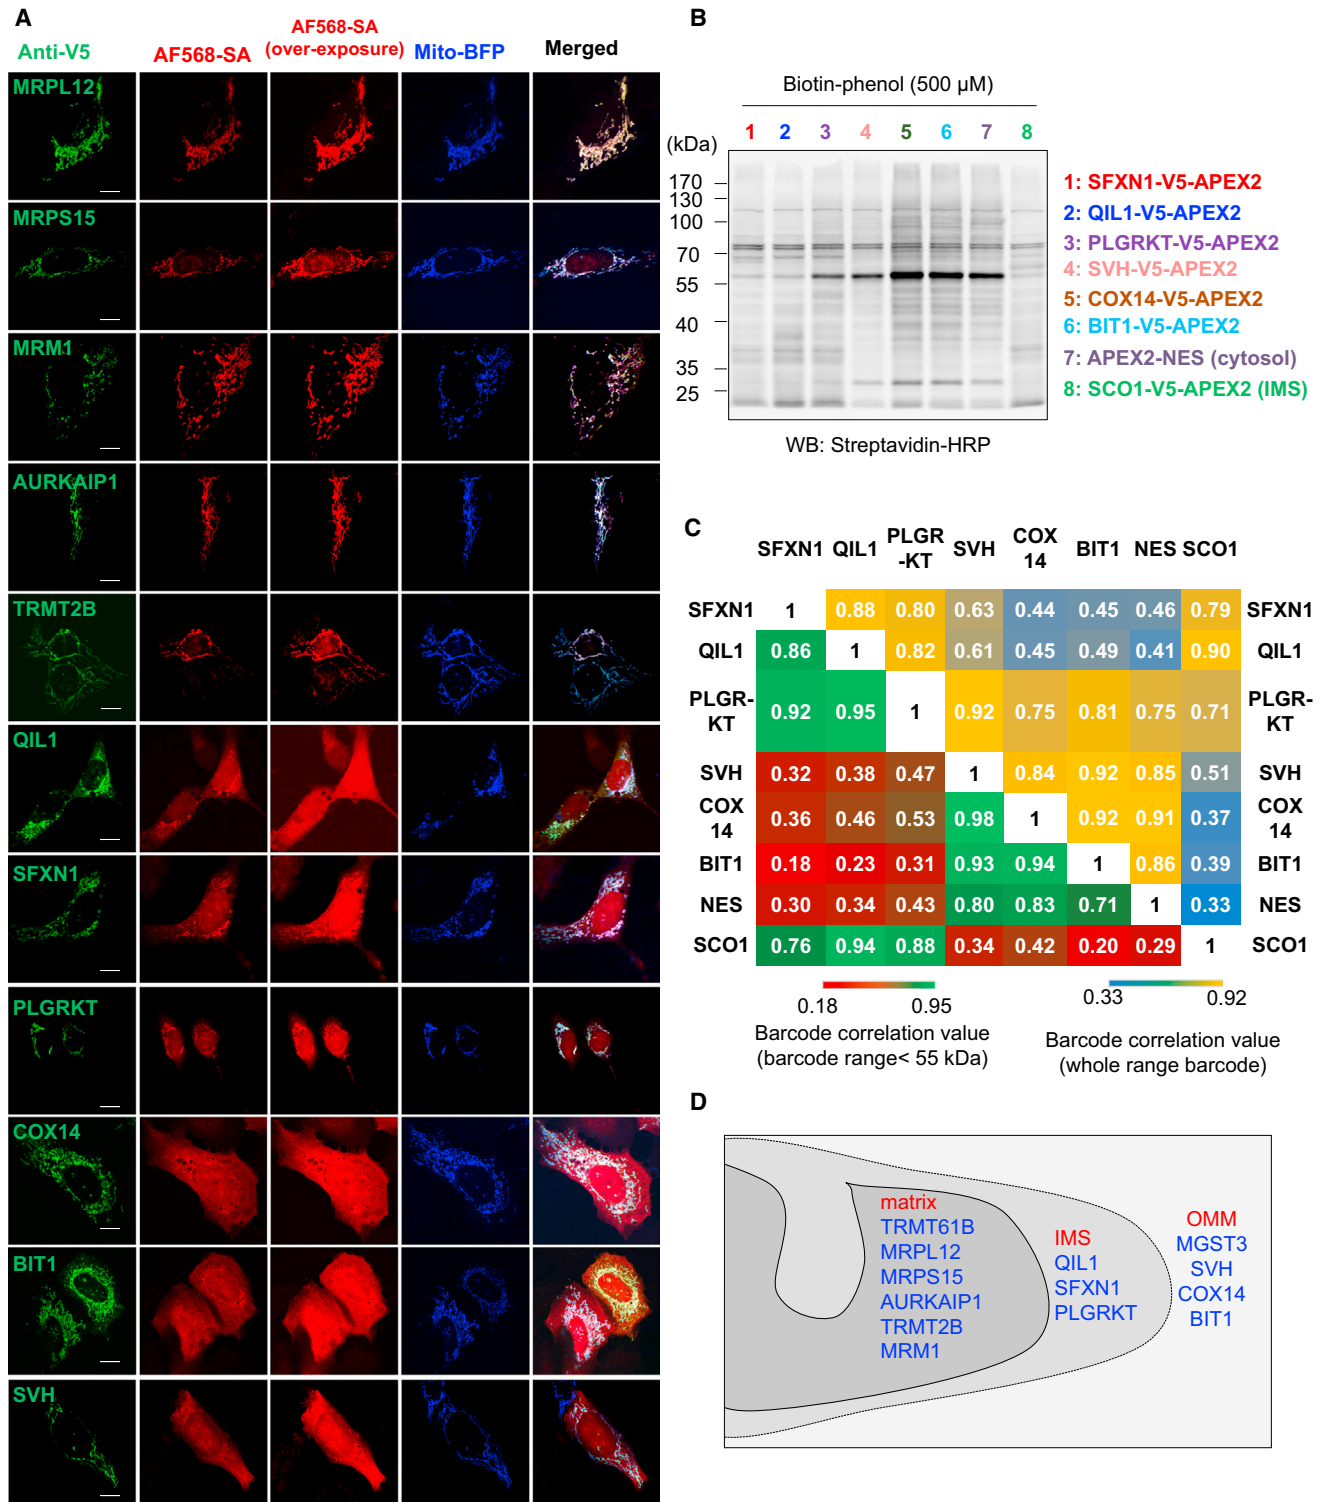 A
Anti-V5
AF568-SA
AF568-SA
(over-exposure)
Mito-BFP
Merged
MRPL12
MRPS15
MRM1
AURKAIP1
TRMT2B
QIL1
SFXN1
PLGRKT
COX14
BIT1
SVH
B
Biotin-phenol (500 µM)
(kDa)
1 2 3 4 5 6 7 8
170
130
100
70
55
40
35
25
WB: Streptavidin-HRP
1: SFXN1-V5-APEX2
2: QIL1-V5-APEX2
3: PLGRKT-V5-APEX2
4: SVH-V5-APEX2
5: COX14-V5-APEX2
6: BIT1-V5-APEX2
7: APEX2-NES (cytosol)
8: SCO1-V5-APEX2 (IMS)
C
SFXN1 QIL1 PLGR-KT SVH COX 14 BIT1 NES SCO1
SFXN1 1 0.88 0.80 0.63 0.44 0.45 0.46 0.79 SFXN1
QIL1 0.86 1 0.82 0.61 0.45 0.49 0.41 0.90 QIL1
PLGR-KT 0.92 0.95 1 0.92 0.75 0.81 0.75 0.71 PLGR-KT
SVH 0.32 0.38 0.47 1 0.84 0.92 0.85 0.51 SVH
COX 14 0.36 0.46 0.53 0.98 1 0.92 0.91 0.37 COX 14
BIT1 0.18 0.23 0.31 0.93 0.94 1 0.86 0.39 BIT1
NES 0.30 0.34 0.43 0.80 0.83 0.71 1 0.33 NES
SCO1 0.76 0.94 0.88 0.34 0.42 0.20 0.29 1 SCO1
0.18 0.95
Barcode correlation value
(barcode range< 55 kDa)
0.33 0.92
Barcode correlation value
(whole range barcode)
D
matrix
TRMT61B
MRPL12
MRPS15
AURKAIP1
TRMT2B
MRM1
IMS
QIL1
SFXN1
PLGRKT
OMM
MGST3
SVH
COX14
BIT1